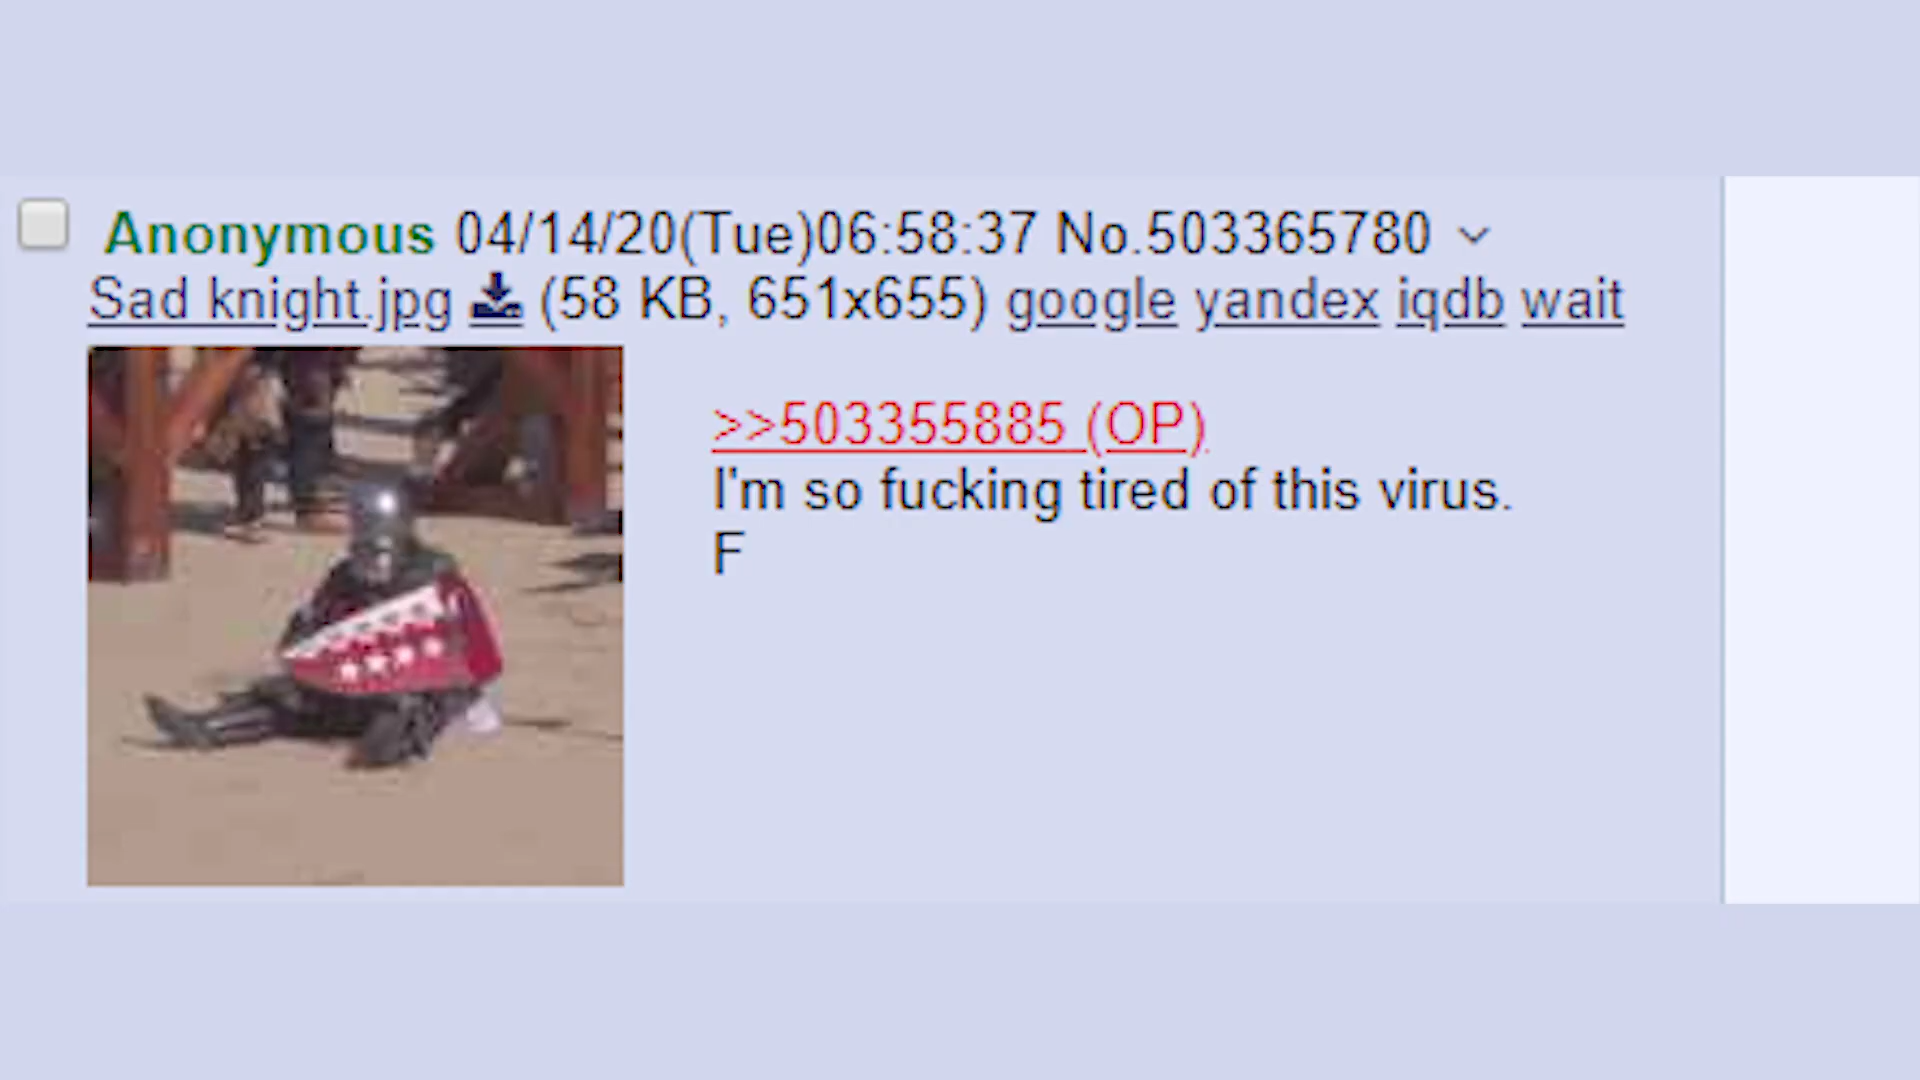 Anonymous 04/14/20(Tue)06:58:37 No.503365780
Sad knight.jpg (58 KB, 651x655) google yandex iqdb wait
>>503355885 (OP)
I'm so fucking tired of this virus.
F